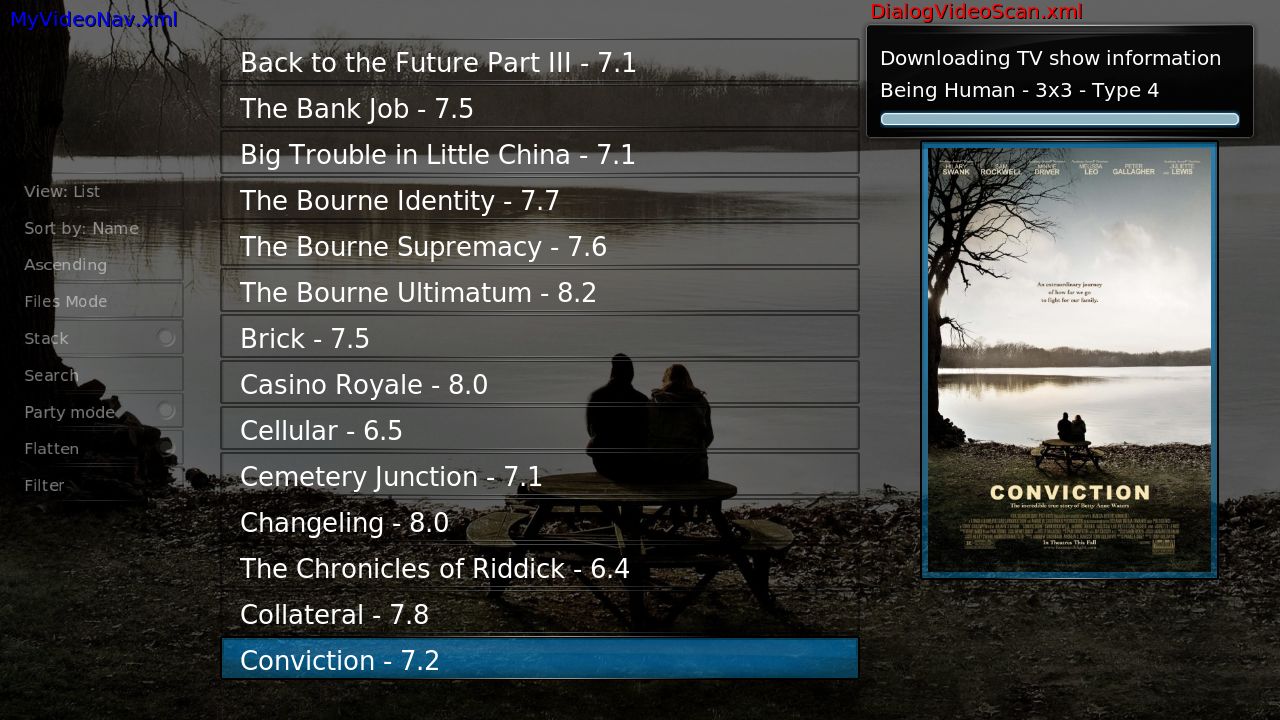 MyVideoNav.xml
DialogVideoScan.xml
Downloading TV show information
Being Human - 3x3 - Type 4
View: List
Sort by: Name
Ascending
Files Mode
Stack
Search
Party mode
Flatten
Filter
Back to the Future Part III - 7.1
The Bank Job - 7.5
Big Trouble in Little China - 7.1
The Bourne Identity - 7.7
The Bourne Supremacy - 7.6
The Bourne Ultimatum - 8.2
Brick - 7.5
Casino Royale - 8.0
Cellular - 6.5
Cemetery Junction - 7.1
Changeling - 8.0
The Chronicles of Riddick - 6.4
Collateral - 7.8
Conviction - 7.2
HILARY SWANK SAM ROCKWELL MINNIE DRIVER MELISSA LEO PETER GALLAGHER JULIETTE LEWIS
An extraordinary journey
of how far we go
to fight for our family.
CONVICTION
The incredible true story of Betty Anne Waters
In Theatres This Fall